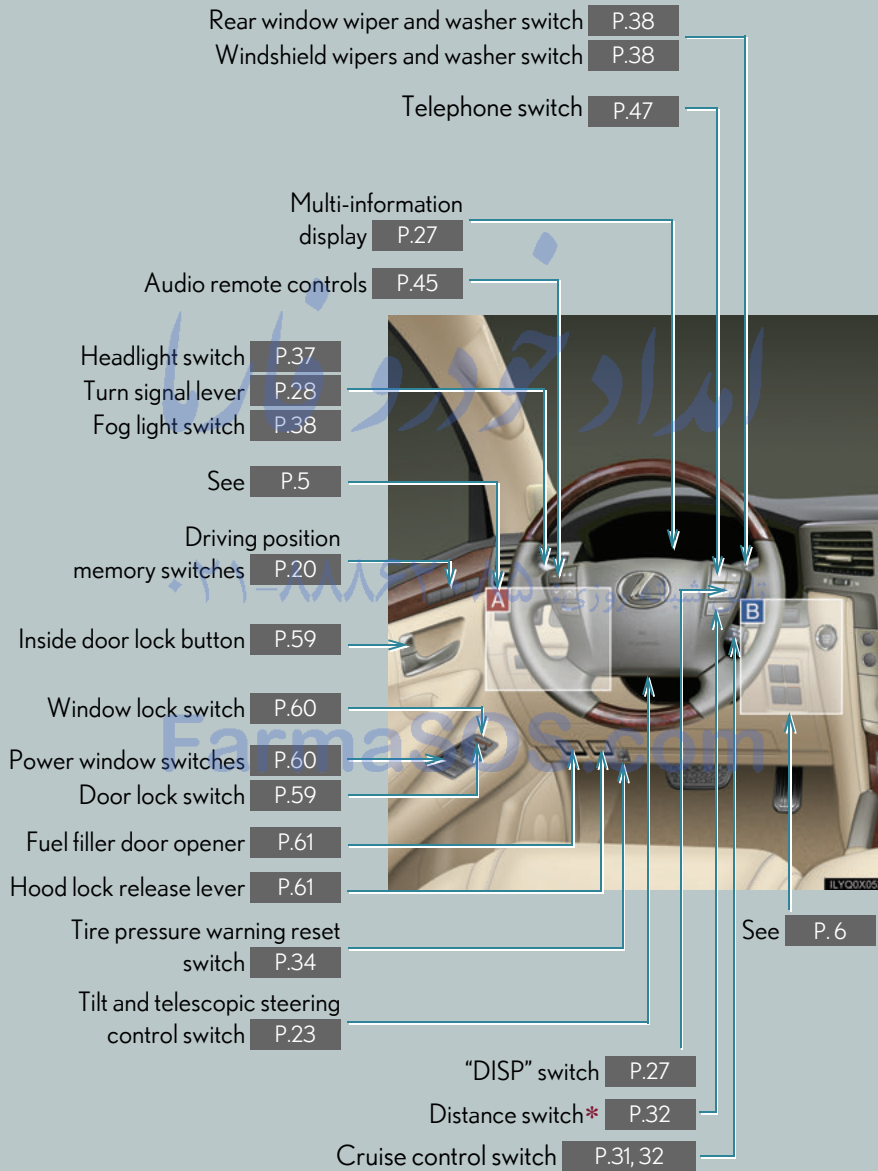 Rear window wiper and washer switch P.38
Windshield wipers and washer switch P.38
Telephone switch P.47
Multi-information
display P.27
Audio remote controls P.45
امداد خودرو فارما
Headlight switch P.37
Turn signal lever P.28
Fog light switch P.38
See P.5
Driving position
memory switches P.20
A
B
Inside door lock button P.59
Window lock switch P.60
FarmaSOS.com
Power window switches P.60
Door lock switch P.59
Fuel filler door opener P.61
Hood lock release lever P.61
Tire pressure warning reset
switch P.34
See P. 6
Tilt and telescopic steering
control switch P.23
“DISP” switch P.27
Distance switch* P.32
Cruise control switch P.31, 32